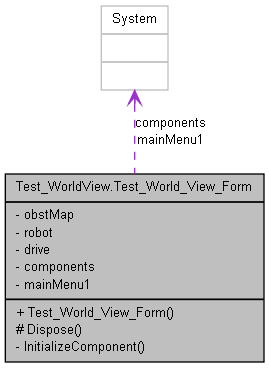 System
components
mainMenu1
Test_WorldView.Test_World_View_Form
- obstMap
- robot
- drive
- components
- mainMenu1
+ Test_World_View_Form()
# Dispose()
- InitializeComponent()